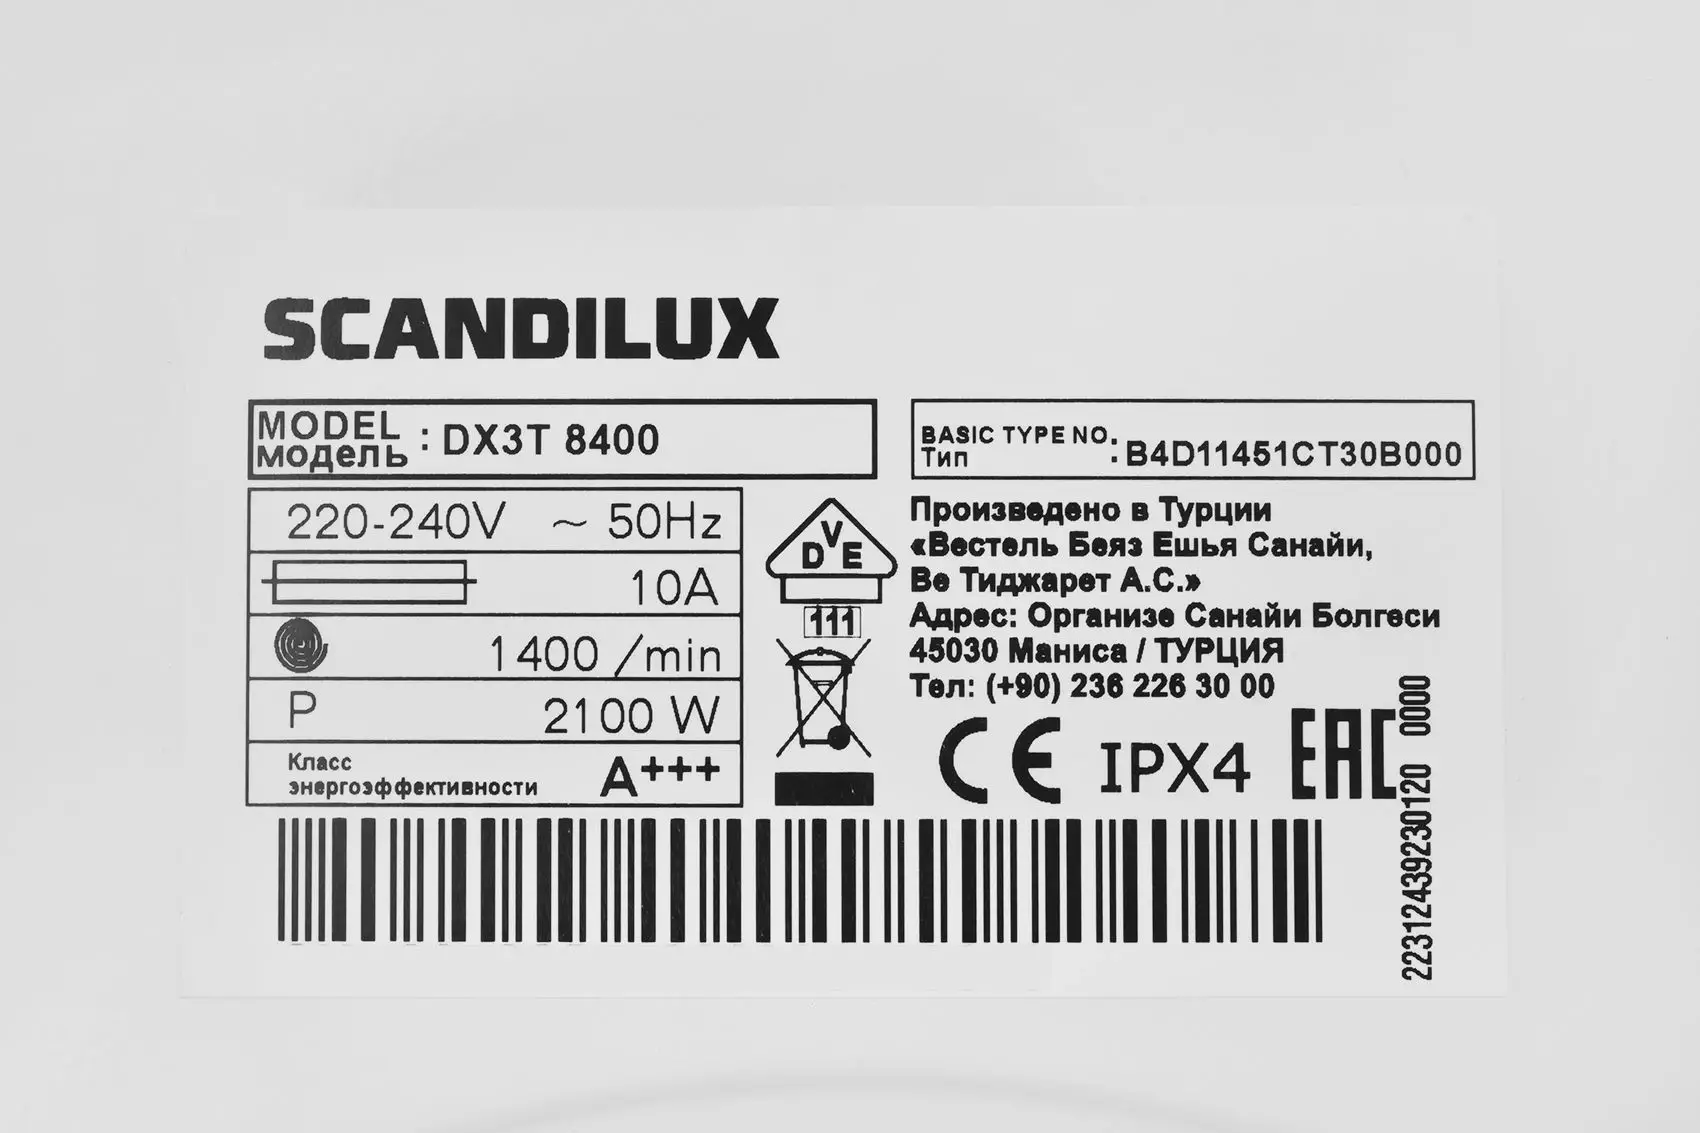 SCANDILUX
MODEL
модель : DX3T 8400
BASIC TYPE NO.
Тип : B4D11451CT30B000
220-240V ~ 50Hz
10A
1400 /min
P 2100 W
Класс
энергоэффективности A+++
DVE
111
Произведено в Турции
«Вестель Беяз Ешья Санайи,
Ве Тиджарет А.С.»
Адрес: Организе Санайи Болгеси
45030 Маниса / ТУРЦИЯ
Тел: (+90) 236 226 30 00
CE IPX4 EAC
22312439230120 0000